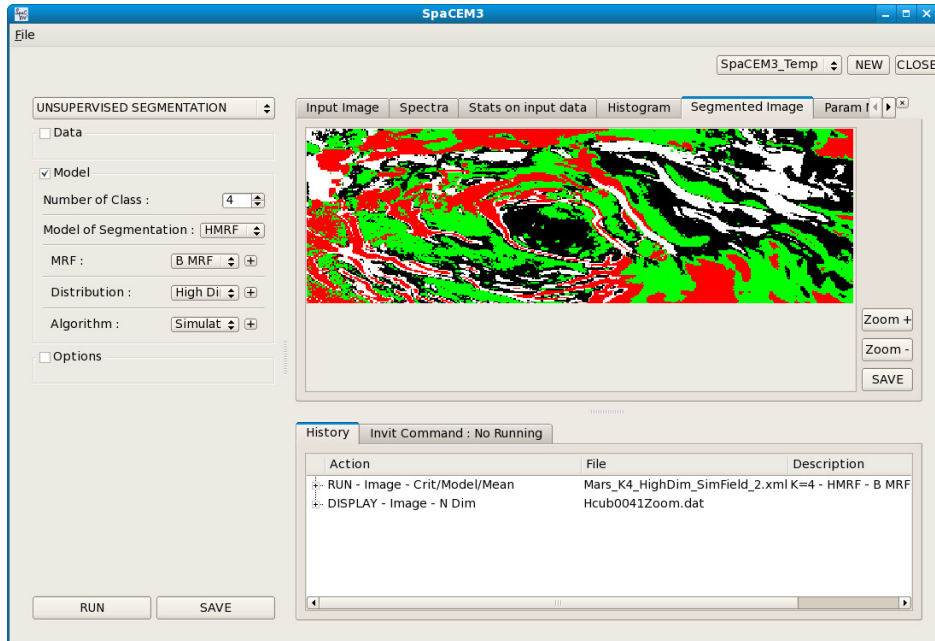 SpaCEM3
File
SpaCEM3_Temp NEW CLOSE
UNSUPERVISED SEGMENTATION
Data
Model
Number of Class : 4
Model of Segmentation : HMRF
MRF : B MRF
Distribution : High Di
Algorithm : Simulat
Options
RUN SAVE
Input Image Spectra Stats on input data Histogram Segmented Image Param
Zoom +
Zoom -
SAVE
History Invit Command : No Running
Action File Description
RUN - Image - Crit/Model/Mean Mars_K4_HighDim_SimField_2.xml K=4 - HMRF - B MRF
DISPLAY - Image - N Dim Hcub0041Zoom.dat